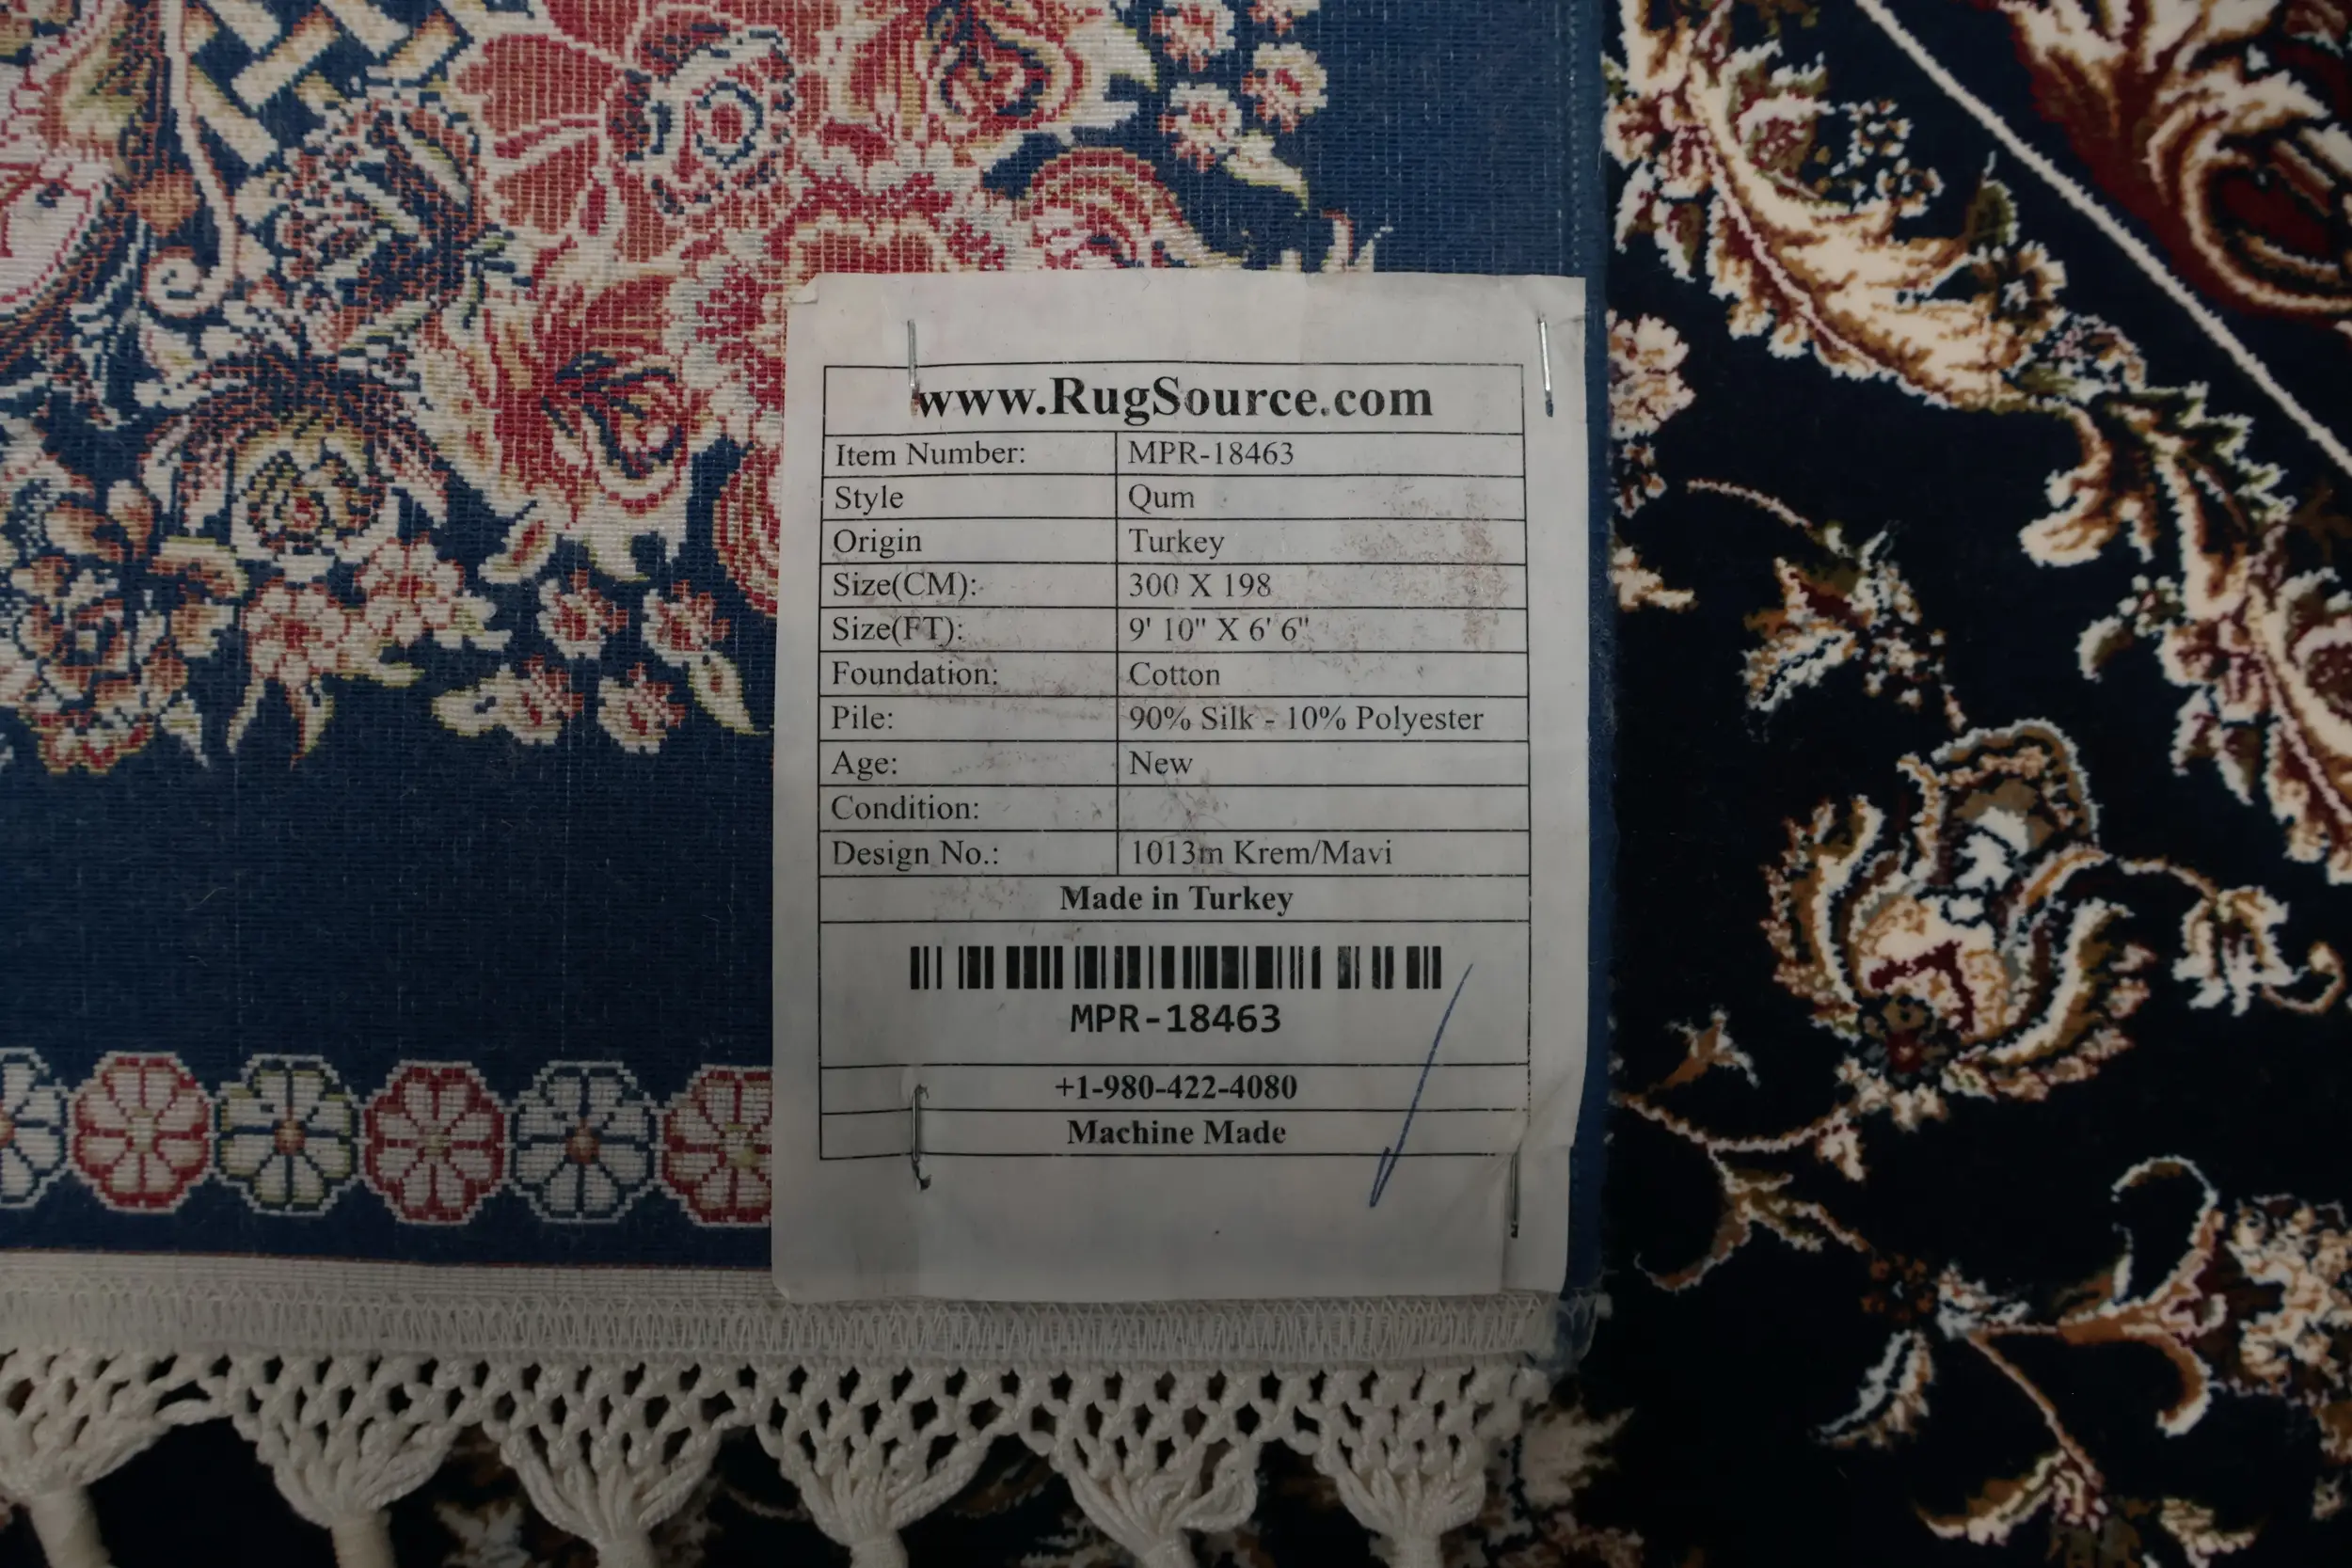 www.RugSource.com
Item Number: MPR-18463
Style Qum
Origin Turkey
Size(CM): 300 X 198
Size(FT): 9' 10" X 6' 6"
Foundation: Cotton
Pile: 90% Silk - 10% Polyester
Age: New
Condition:
Design No.: 1013m Krem/Mavi
Made in Turkey
MPR-18463
+1-980-422-4080
Machine Made